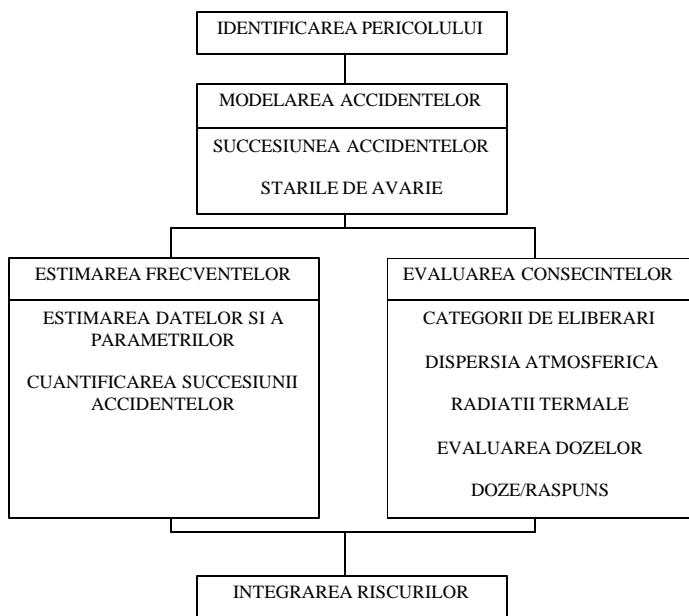 IDENTIFICAREA PERICOLULUI
MODELAREA ACCIDENTELOR
SUCCESIUNEA ACCIDENTELOR
STARILE DE AVARIE
ESTIMAREA FRECVENTELOR
ESTIMAREA DATELOR SI A
PARAMETRILOR
CUANTIFICAREA SUCCESIUNII
ACCIDENTELOR
EVALUAREA CONSECINTELOR
CATEGORII DE ELIBERARI
DISPERSIA ATMOSFERICA
RADIATII TERMALE
EVALUAREA DOZELOR
DOZE/RASPUNS
INTEGRAREA RISCURILOR